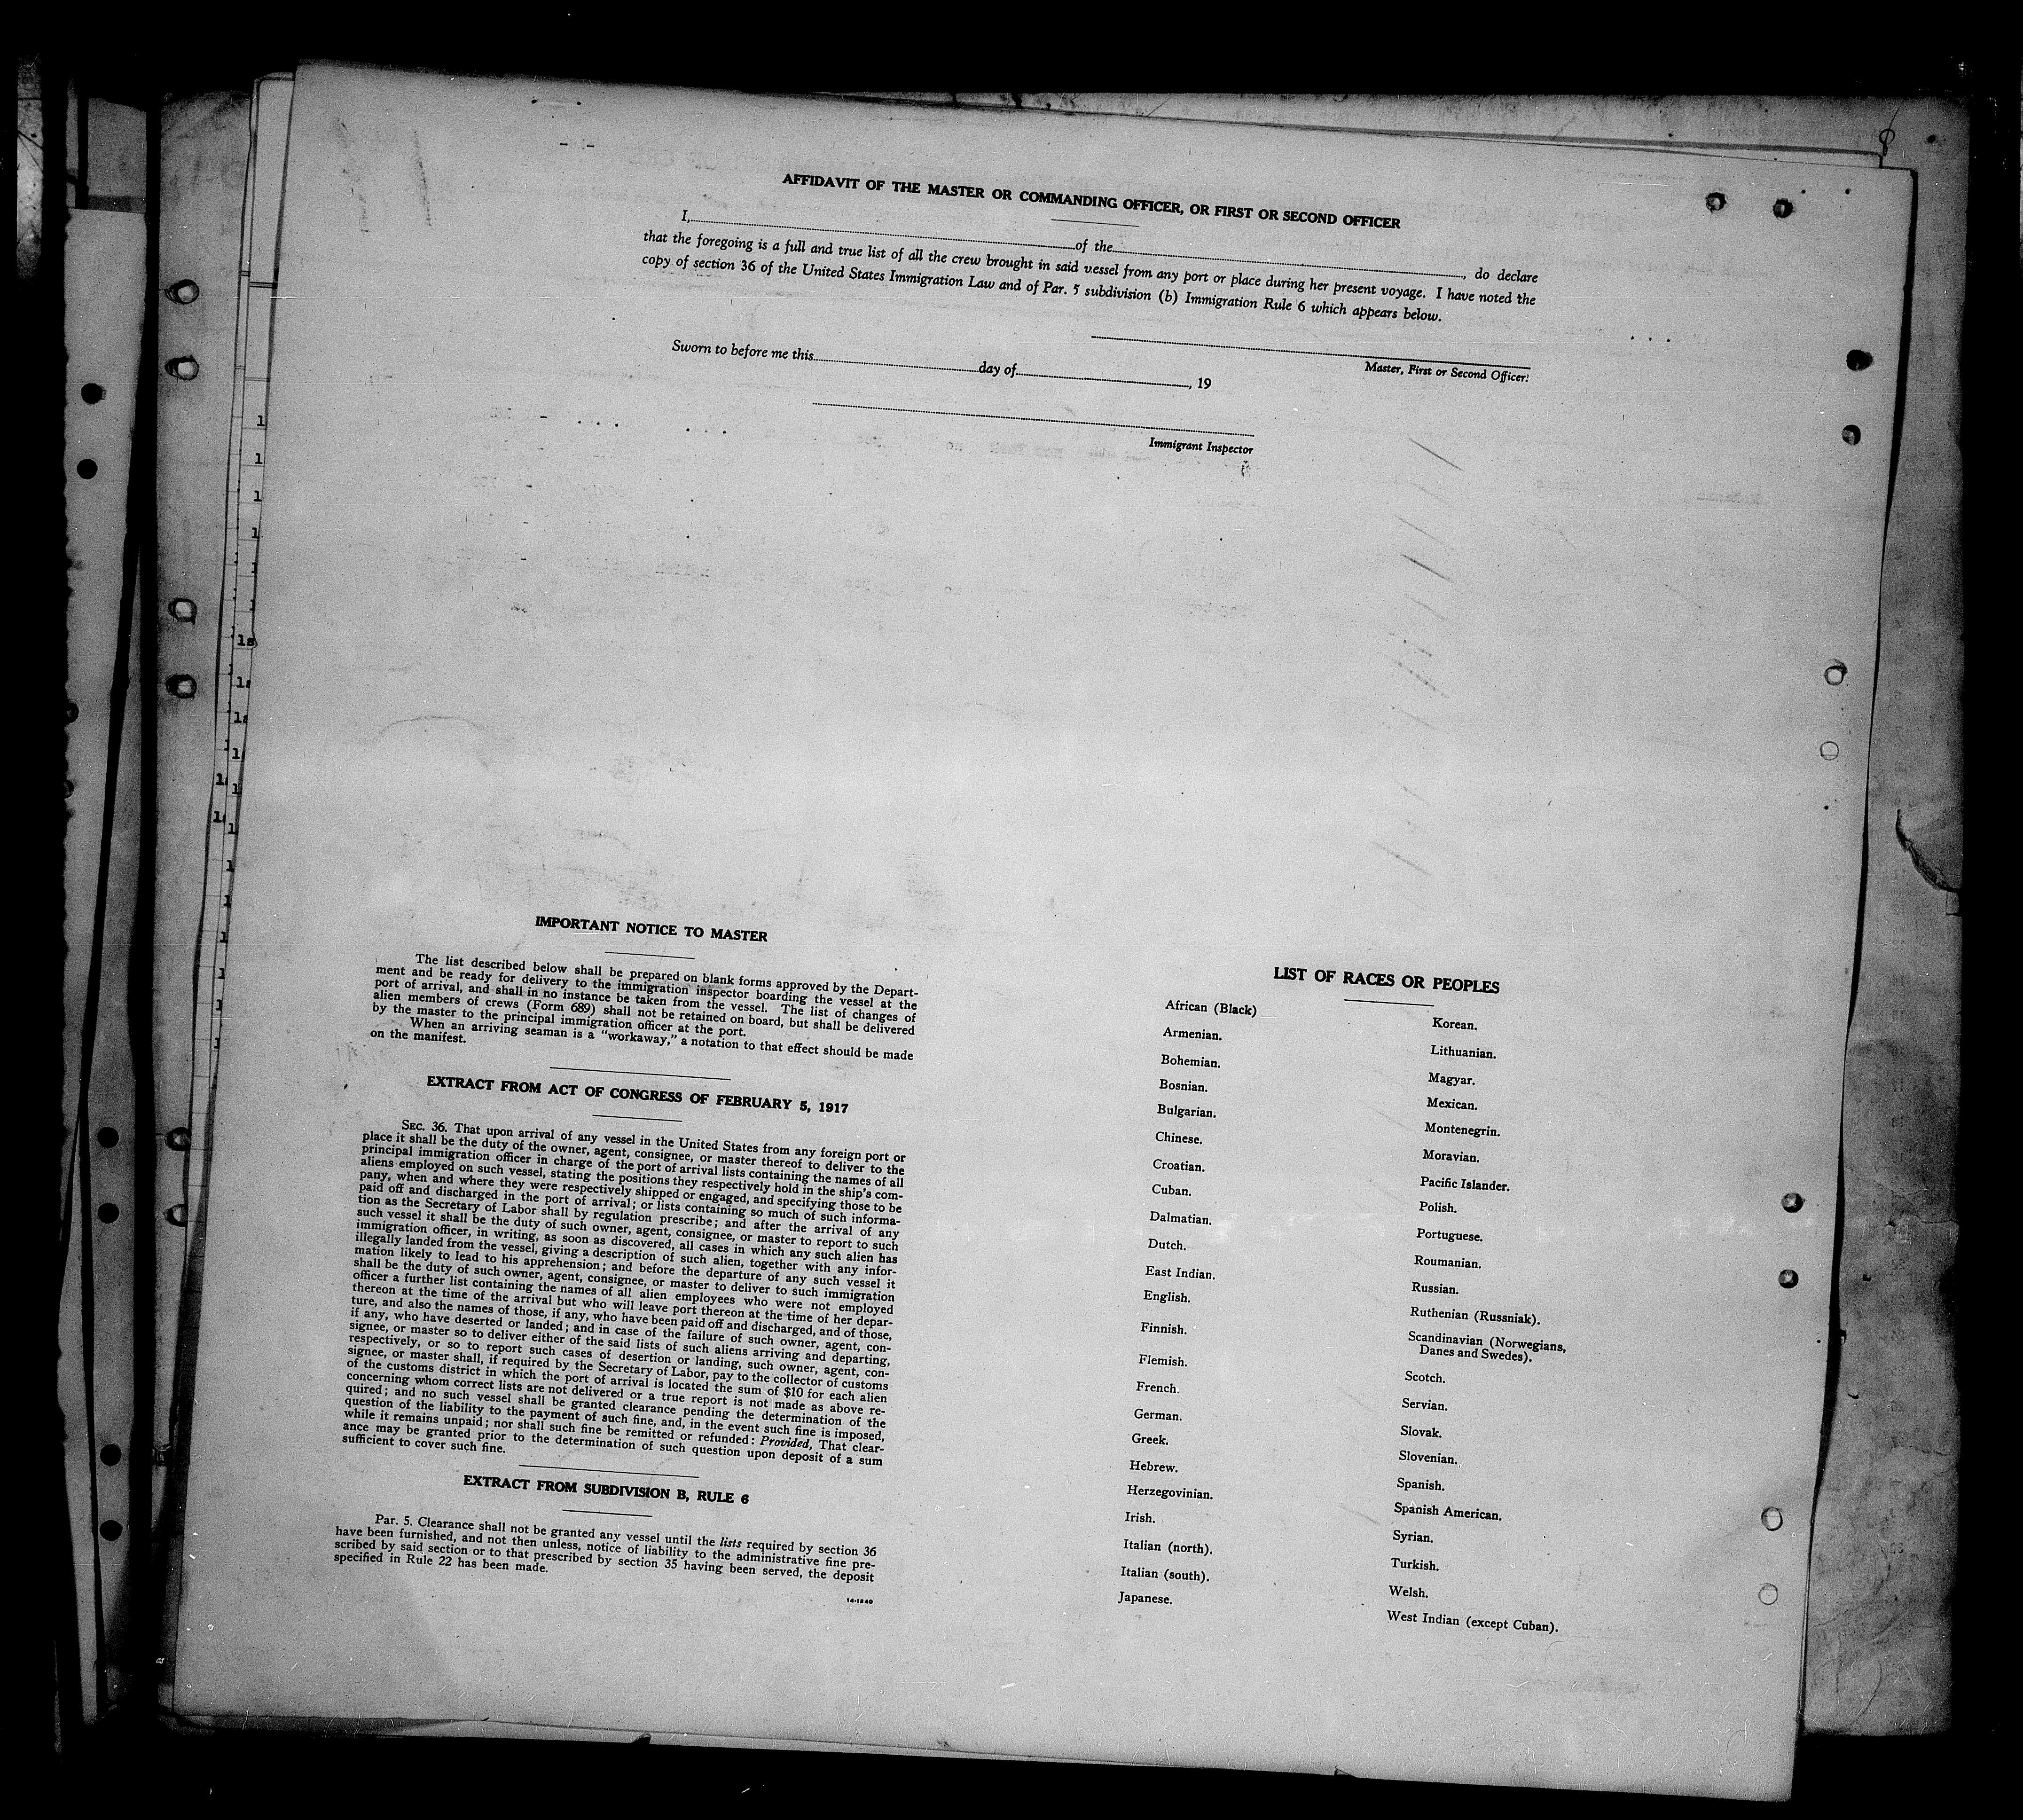 AFFIDAVIT OF THE MASTER OR COMMANDING OFFICER, OR FIRST OR SECOND OFFICER
I, of the , do declare
that the foregoing is a full and true list of all the crew brought in said vessel from any port or place during her present voyage. I have noted the
copy of section 36 of the United States Immigration Law and of Par. 5 subdivision (b) Immigration Rule 6 which appears below.
Master, First or Second Officer.
Sworn to before me this day of , 19
Immigrant Inspector
IMPORTANT NOTICE TO MASTER
The list described below shall be prepared on blank forms approved by the Depart-
ment and be ready for delivery to the immigration inspector boarding the vessel at the
port of arrival, and shall in no instance be taken from the vessel. The list of changes of
alien members of crews (Form 689) shall not be retained on board, but shall be delivered
by the master to the principal immigration officer at the port.
When an arriving seaman is a "workaway," a notation to that effect should be made
on the manifest.
EXTRACT FROM ACT OF CONGRESS OF FEBRUARY 5, 1917
SEC. 36. That upon arrival of any vessel in the United States from any foreign port or
place it shall be the duty of the owner, agent, consignee, or master thereof to deliver to the
principal immigration officer in charge of the port of arrival lists containing the names of all
aliens employed on such vessel, stating the positions they respectively hold in the ship's com-
pany, when and where they were respectively shipped or engaged, and specifying those to be
paid off and discharged in the port of arrival; or lists containing so much of such informa-
tion as the Secretary of Labor shall by regulation prescribe; and after the arrival of any
such vessel it shall be the duty of such owner, agent, consignee, or master to report to such
immigration officer, in writing, as soon as discovered, all cases in which any such alien has
illegally landed from the vessel, giving a description of such alien, together with any infor-
mation likely to lead to his apprehension; and before the departure of any such vessel it
shall be the duty of such owner, agent, consignee, or master to deliver to such immigration
officer a further list containing the names of all alien employees who were not employed
thereon at the time of the arrival but who will leave port thereon at the time of her depar-
ture, and also the names of those, if any, who have been paid off and discharged, and of those,
if any, who have deserted or landed; and in case of the failure of such owner, agent, con-
signee, or master so to deliver either of the said lists of such aliens arriving and departing,
respectively, or so to report such cases of desertion or landing, such owner, agent, con-
signee, or master shall, if required by the Secretary of Labor, pay to the collector of customs
of the customs district in which the port of arrival is located the sum of $10 for each alien
concerning whom correct lists are not delivered or a true report is not made as above re-
quired; and no such vessel shall be granted clearance pending the determination of the
question of the liability to the payment of such fine, and, in the event such fine is imposed,
while it remains unpaid; nor shall such fine be remitted or refunded: Provided, That clear-
ance may be granted prior to the determination of such question upon deposit of a sum
sufficient to cover such fine.
EXTRACT FROM SUBDIVISION B, RULE 6
Par. 5. Clearance shall not be granted any vessel until the lists required by section 36
have been furnished, and not then unless, notice of liability to the administrative fine pre-
scribed by said section or to that prescribed by section 35 having been served, the deposit
specified in Rule 22 has been made.
14-1240
LIST OF RACES OR PEOPLES
African (Black)
Armenian.
Bohemian.
Bosnian.
Bulgarian.
Chinese.
Croatian.
Cuban.
Dalmatian.
Dutch.
East Indian.
English.
Finnish.
Flemish.
French.
German.
Greek.
Hebrew.
Herzegovinian.
Irish.
Italian (north).
Italian (south).
Japanese.
Korean.
Lithuanian.
Magyar.
Mexican.
Montenegrin.
Moravian.
Pacific Islander.
Polish.
Portuguese.
Roumanian.
Russian.
Ruthenian (Russniak).
Scandinavian (Norwegians,
Danes and Swedes).
Scotch.
Servian.
Slovak.
Slovenian.
Spanish.
Spanish American.
Syrian.
Turkish.
Welsh.
West Indian (except Cuban).